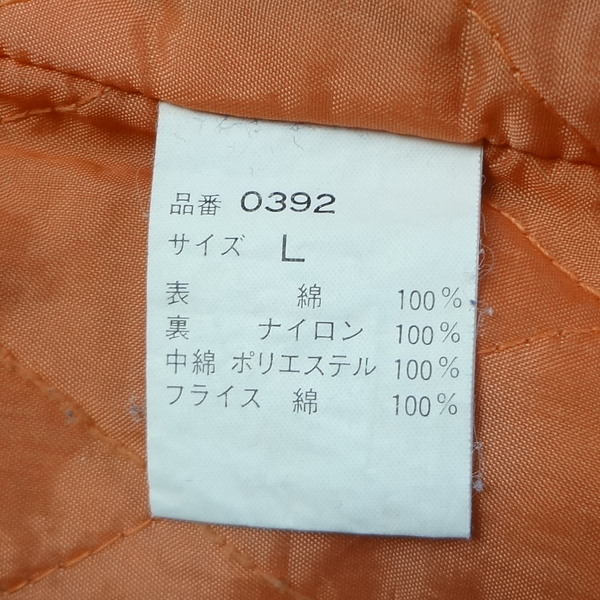 品番 0392
サイズ L
表 綿 100%
裏 ナイロン 100%
中綿 ポリエステル 100%
フライス 綿 100%